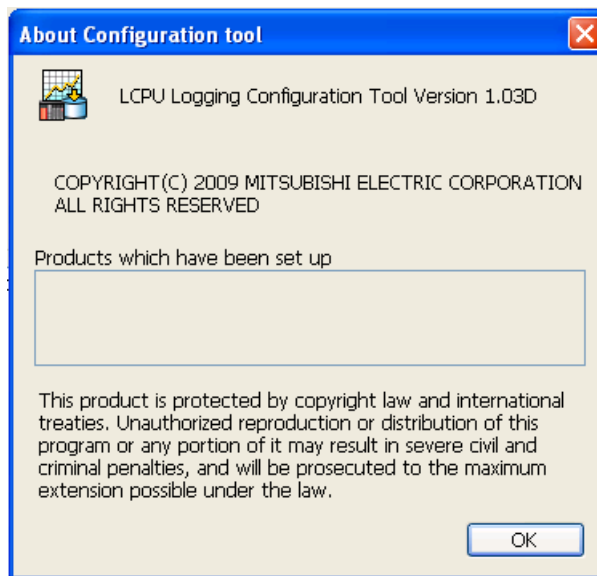 About Configuration tool
LCPU Logging Configuration Tool Version 1.03D
COPYRIGHT(C) 2009 MITSUBISHI ELECTRIC CORPORATION
ALL RIGHTS RESERVED
Products which have been set up
This product is protected by copyright law and international
treaties. Unauthorized reproduction or distribution of this
program or any portion of it may result in severe civil and
criminal penalties, and will be prosecuted to the maximum
extension possible under the law.
OK